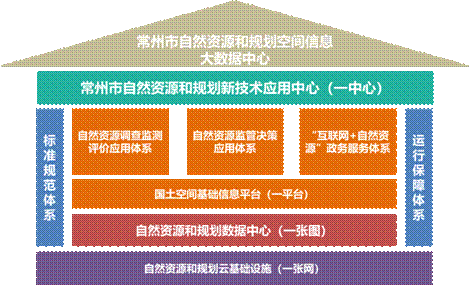 常州市自然资源和规划空间信息
大数据中心
常州市自然资源和规划新技术应用中心（一中心）
标准规范体系
自然资源调查监测
评价应用体系
自然资源监管决策
应用体系
“互联网+自然资
源”政务服务体系
运行保障体系
国土空间基础信息平台（一平台）
自然资源和规划数据中心（一张图）
自然资源和规划云基础设施（一张网）